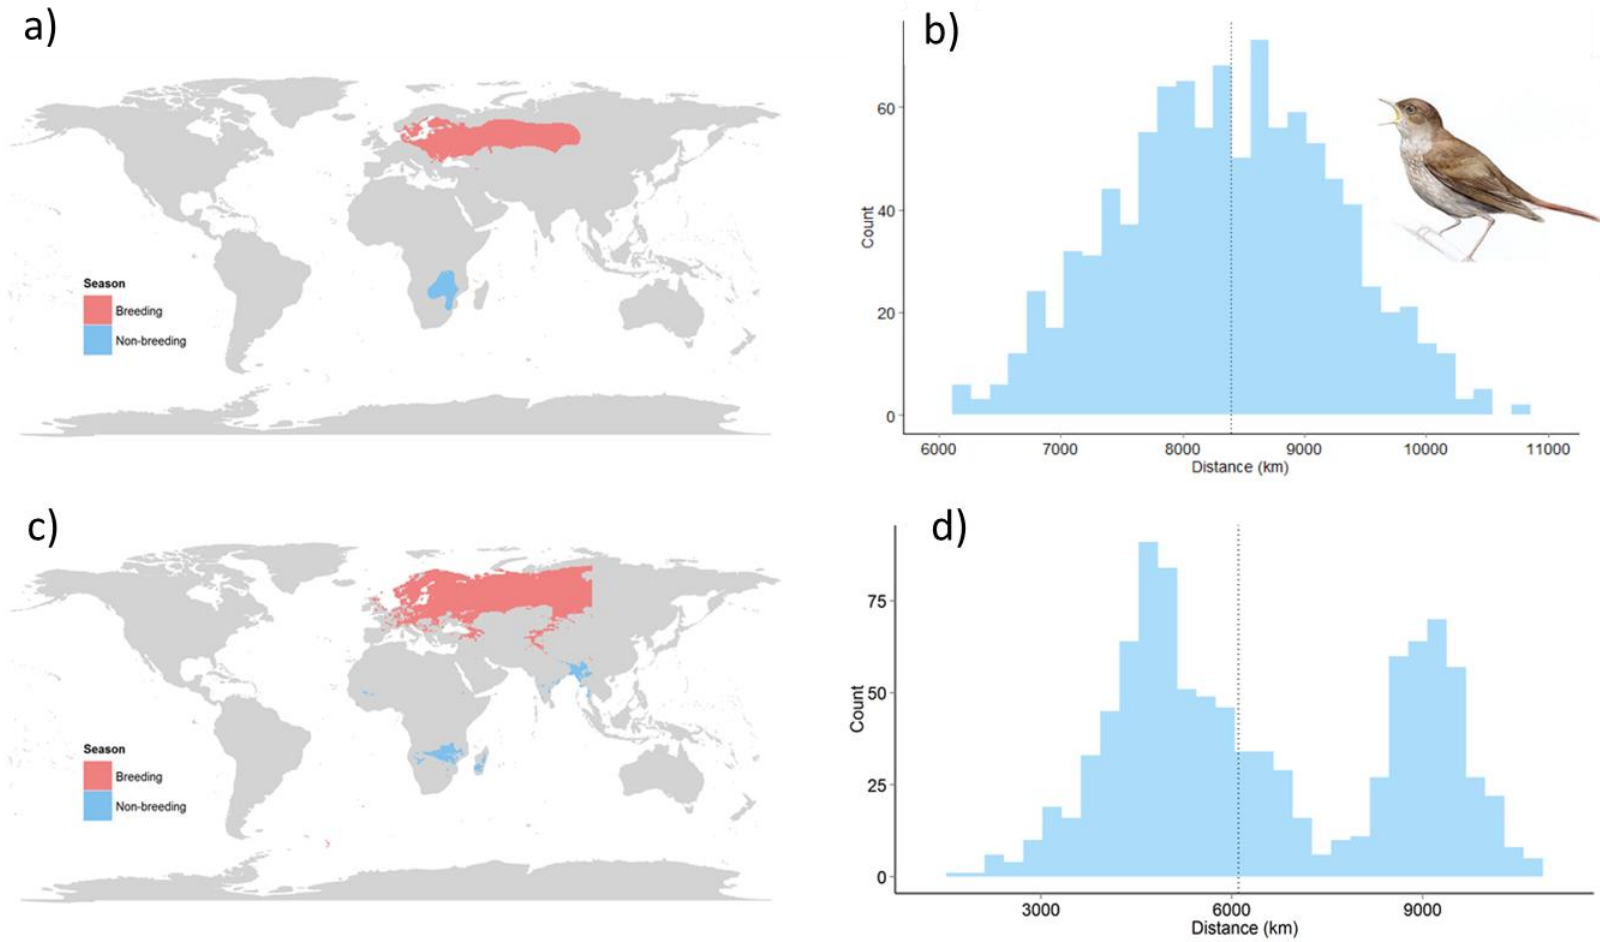 a)
Season
Breeding
Non-breeding
b)
60
40
20
0
Count
6000 7000 8000 9000 10000 11000
Distance (km)
c)
Season
Breeding
Non-breeding
d)
75
50
25
0
Count
3000 6000 9000
Distance (km)